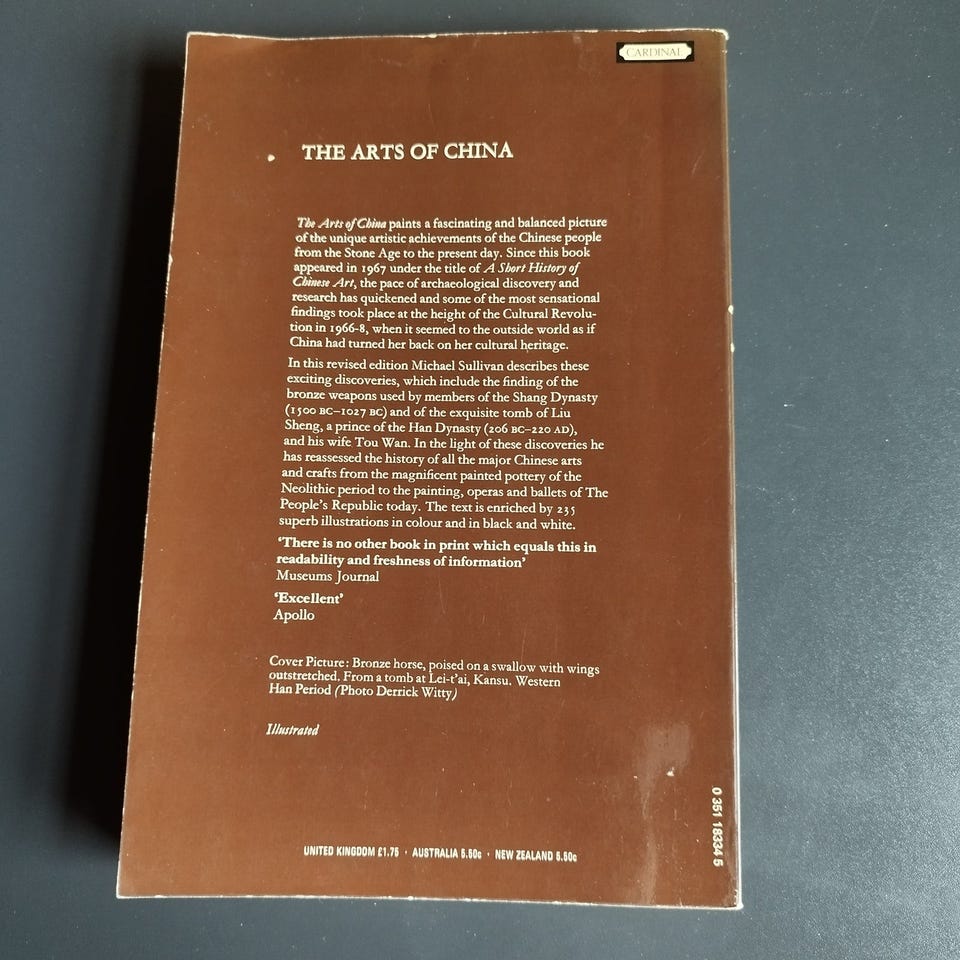 CARDINAL
THE ARTS OF CHINA
The Arts of China paints a fascinating and balanced picture
of the unique artistic achievements of the Chinese people
from the Stone Age to the present day. Since this book
appeared in 1967 under the title of A Short History of
Chinese Art, the pace of archaeological discovery and
research has quickened and some of the most sensational
findings took place at the height of the Cultural Revolu-
tion in 1966-8, when it seemed to the outside world as if
China had turned her back on her cultural heritage.
In this revised edition Michael Sullivan describes these
exciting discoveries, which include the finding of the
bronze weapons used by members of the Shang Dynasty
(1500 BC–1027 BC) and of the exquisite tomb of Liu
Sheng, a prince of the Han Dynasty (206 BC–220 AD),
and his wife Tou Wan. In the light of these discoveries he
has reassessed the history of all the major Chinese arts
and crafts from the magnificent painted pottery of the
Neolithic period to the painting, operas and ballets of The
People's Republic today. The text is enriched by 235
superb illustrations in colour and in black and white.
‘There is no other book in print which equals this in
readability and freshness of information’
Museums Journal
‘Excellent’
Apollo
Cover Picture: Bronze horse, poised on a swallow with wings
outstretched. From a tomb at Lei-t'ai, Kansu. Western
Han Period (Photo Derrick Witty)
Illustrated
UNITED KINGDOM £1.75 · AUSTRALIA 5.50c · NEW ZEALAND 5.50c
0 351 18334 5